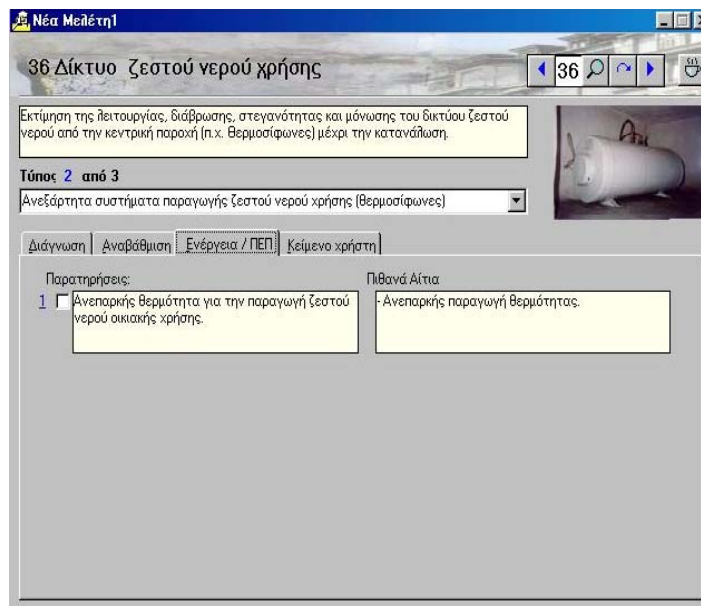 Νέα Μελέτη1
36 Δίκτυο ζεστού νερού χρήσης
36
Εκτίμηση της λειτουργίας, διάβρωσης, στεγανότητας και μόνωσης του δικτύου ζεστού
νερού από την κεντρική παροχή (π.χ. θερμοσίφωνες) μέχρι την κατανάλωση.
Τύπος 2 από 3
Ανεξάρτητα συστήματα παραγωγής ζεστού νερού χρήσης (θερμοσίφωνες)
Διάγνωση Αναβάθμιση Ενέργεια / ΠΕΠ Κείμενο χρήστη
Παρατηρήσεις: Πιθανά Αίτια
1 Ανεπαρκής θερμότητα για την παραγωγή ζεστού - Ανεπαρκής παραγωγή θερμότητας.
νερού οικιακής χρήσης.